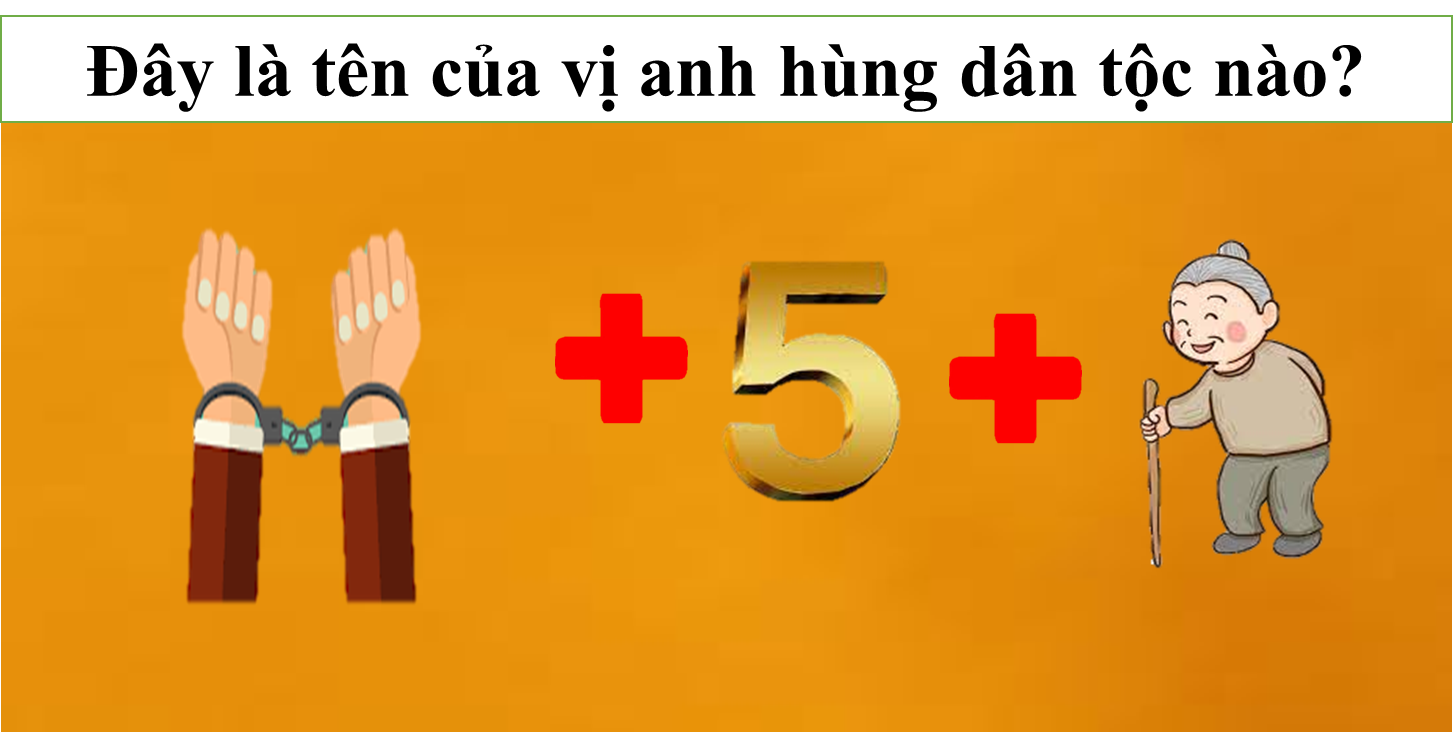 Đây là tên của vị anh hùng dân tộc nào?
5